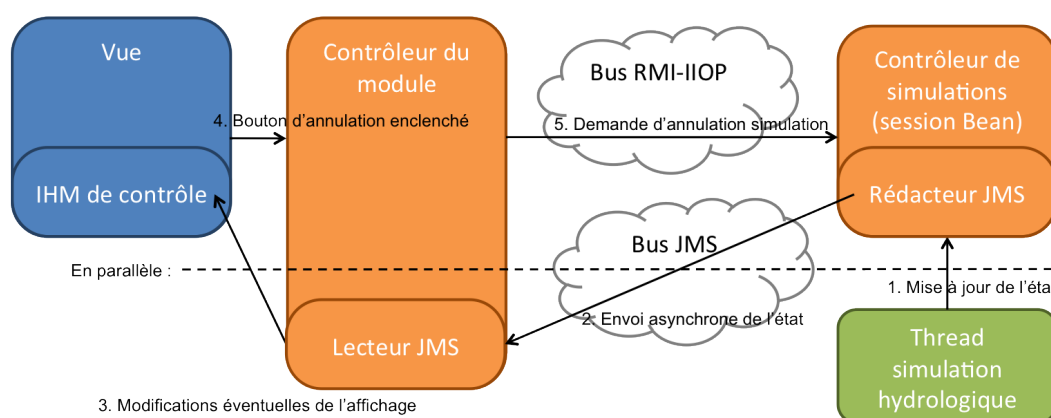 Vue
Contrôleur du
module
Bus RMI-IIOP
Contrôleur de
simulations
(session Bean)
4. Bouton d'annulation enclenché
5. Demande d'annulation simulation
IHM de contrôle
Rédacteur JMS
Bus JMS
En parallèle :
1. Mise à jour de l'éta
2. Envoi asynchrone de l'état
Lecteur JMS
Thread
simulation
hydrologique
3. Modifications éventuelles de l'affichage